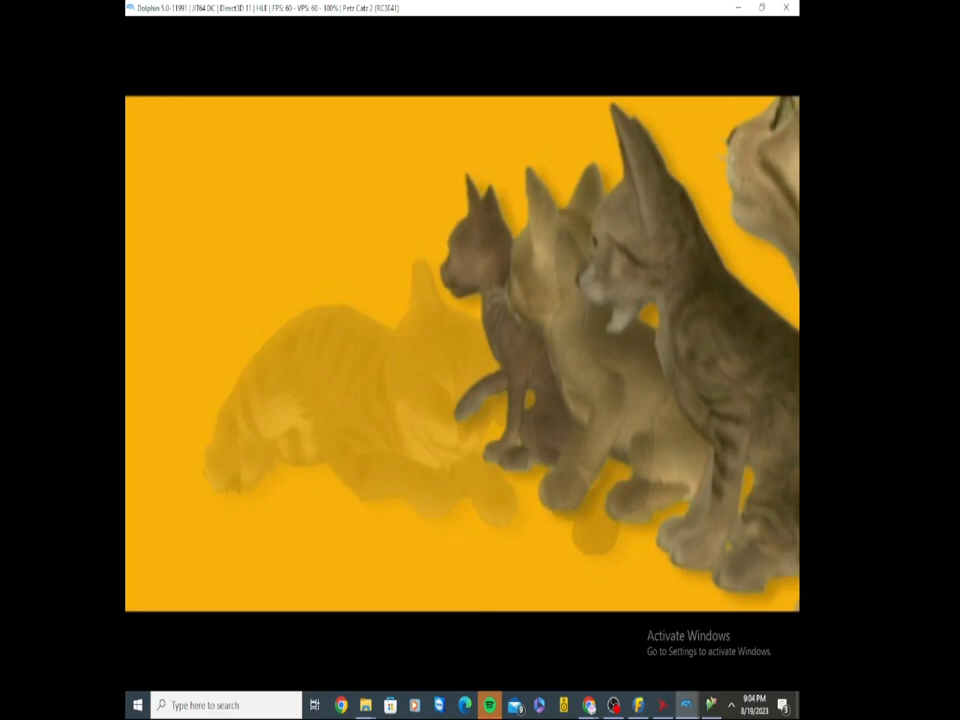 Dolphin 5.0-11991 | JIT64 DC | Direct3D 11 | HLE | FPS: 60 - VPS: 60 - 100% | Petz Catz 2 (RC3E41)
Activate Windows
Go to Settings to activate Windows.
Type here to search
9:04 PM
8/19/2023